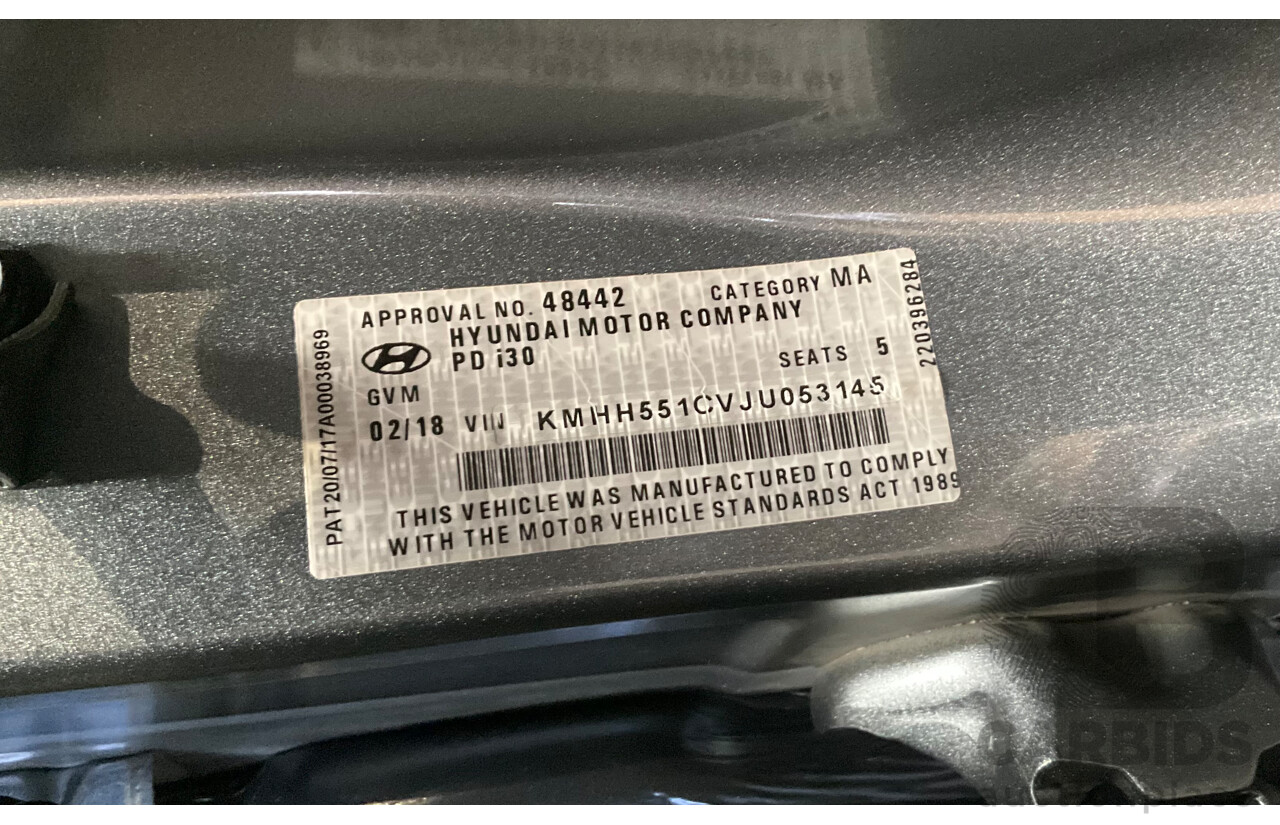 APPROVAL NO. 48442 CATEGORY MA
HYUNDAI MOTOR COMPANY
PD i30
SEATS 5
GVM
02/18 VIN KMHH551CVJU053145
THIS VEHICLE WAS MANUFACTURED TO COMPLY
WITH THE MOTOR VEHICLE STANDARDS ACT 1989
PAT20/07/17A00038969
220396284
CARBIDS